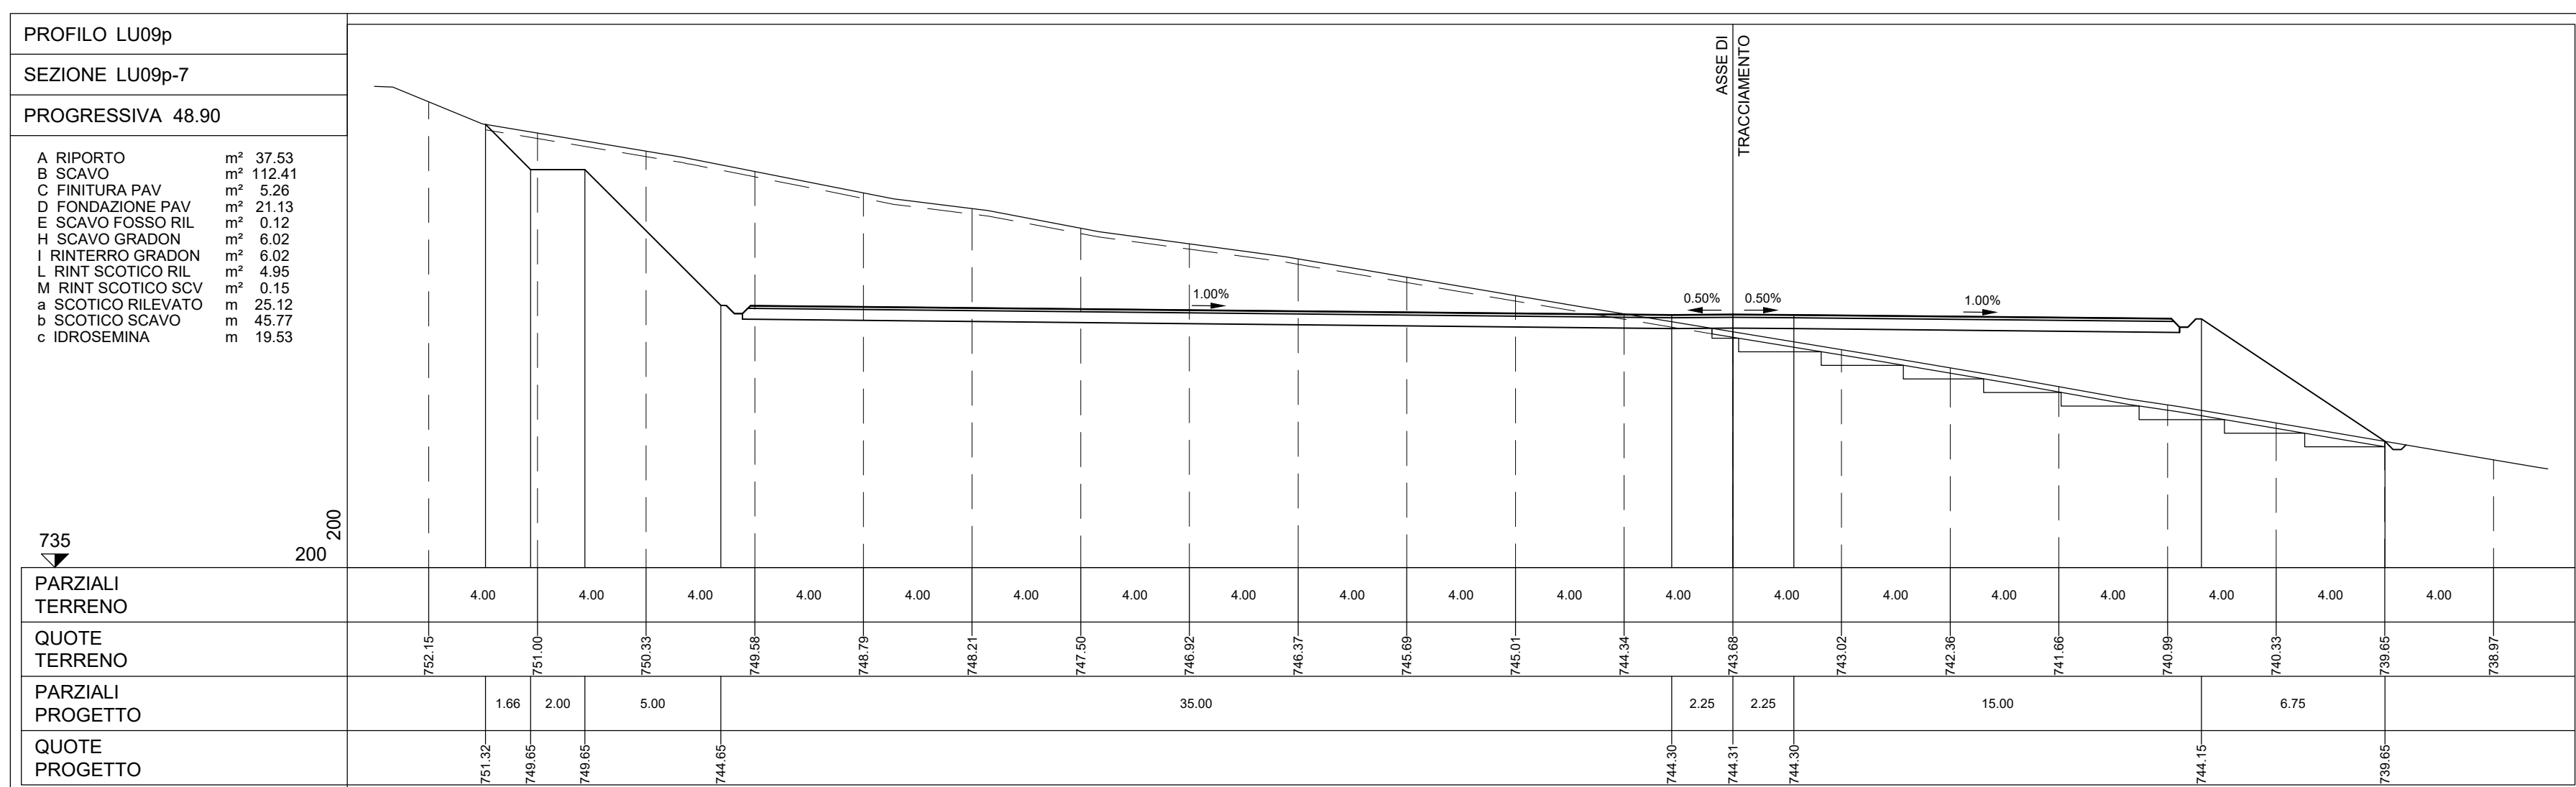 PROFILO LU09p
SEZIONE LU09p-7
PROGRESSIVA 48.90
A RIPORTO m² 37.53
B SCAVO m² 112.41
C FINITURA PAV m² 5.26
D FONDAZIONE PAV m² 21.13
E SCAVO FOSSO RIL m² 0.12
H SCAVO GRADON m² 6.02
I RINTERRO GRADON m² 6.02
L RINT SCOTICO RIL m² 4.95
M RINT SCOTICO SCV m² 0.15
a SCOTICO RILEVATO m 25.12
b SCOTICO SCAVO m 45.77
c IDROSEMINA m 19.53
ASSE DI
TRACCIAMENTO
1.00% 0.50% 0.50% 1.00%
735
200
200
PARZIALI
TERRENO
4.00 4.00 4.00 4.00 4.00 4.00 4.00 4.00 4.00 4.00 4.00 4.00 4.00 4.00 4.00 4.00 4.00 4.00 4.00
QUOTE
TERRENO
752.15 751.00 750.33 749.58 748.79 748.21 747.50 746.92 746.37 745.69 745.01 744.34 743.68 743.02 742.36 741.66 740.99 740.33 739.65 738.97
PARZIALI
PROGETTO
1.66 2.00 5.00 35.00 2.25 2.25 15.00 6.75
QUOTE
PROGETTO
751.32 749.65 749.65 744.65 744.30 744.31 744.30 744.15 739.65